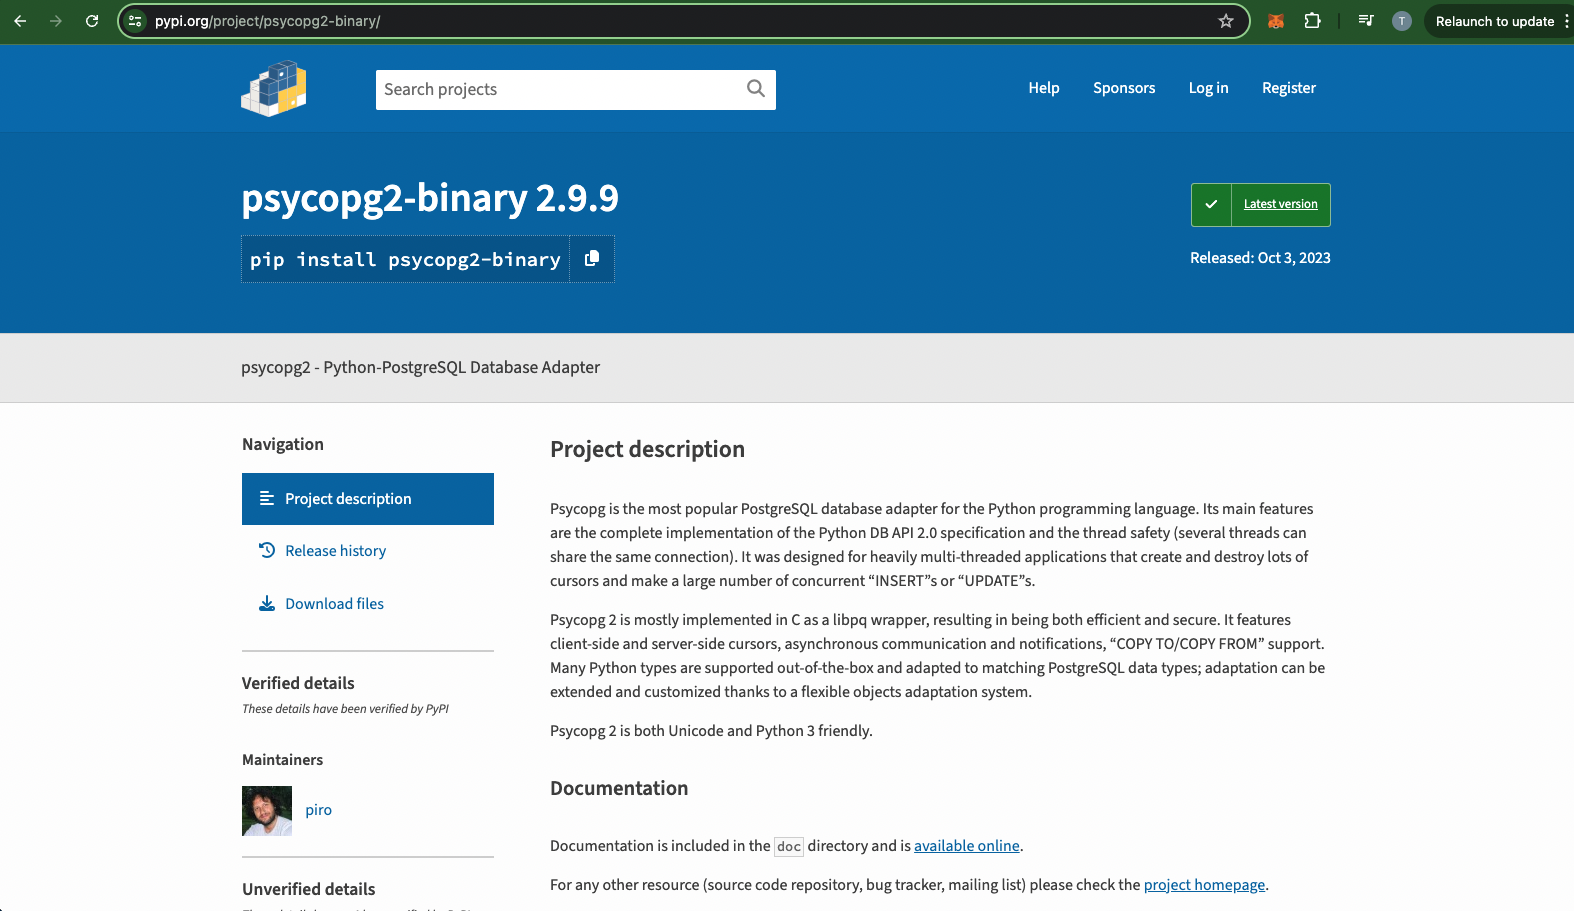 pypi.org/project/psycopg2-binary/
T
Relaunch to update
Search projects
Help
Sponsors
Log in
Register
psycopg2-binary 2.9.9
pip install psycopg2-binary
Latest version
Released: Oct 3, 2023
psycopg2 - Python-PostgreSQL Database Adapter
Navigation
Project description
Release history
Download files
Verified details
These details have been verified by PyPI
Maintainers
piro
Unverified details
Project description
Psycopg is the most popular PostgreSQL database adapter for the Python programming language. Its main features
are the complete implementation of the Python DB API 2.0 specification and the thread safety (several threads can
share the same connection). It was designed for heavily multi-threaded applications that create and destroy lots of
cursors and make a large number of concurrent “INSERT”s or “UPDATE”s.
Psycopg 2 is mostly implemented in C as a libpq wrapper, resulting in being both efficient and secure. It features
client-side and server-side cursors, asynchronous communication and notifications, “COPY TO/COPY FROM” support.
Many Python types are supported out-of-the-box and adapted to matching PostgreSQL data types; adaptation can be
extended and customized thanks to a flexible objects adaptation system.
Psycopg 2 is both Unicode and Python 3 friendly.
Documentation
Documentation is included in the doc directory and is available online.
For any other resource (source code repository, bug tracker, mailing list) please check the project homepage.